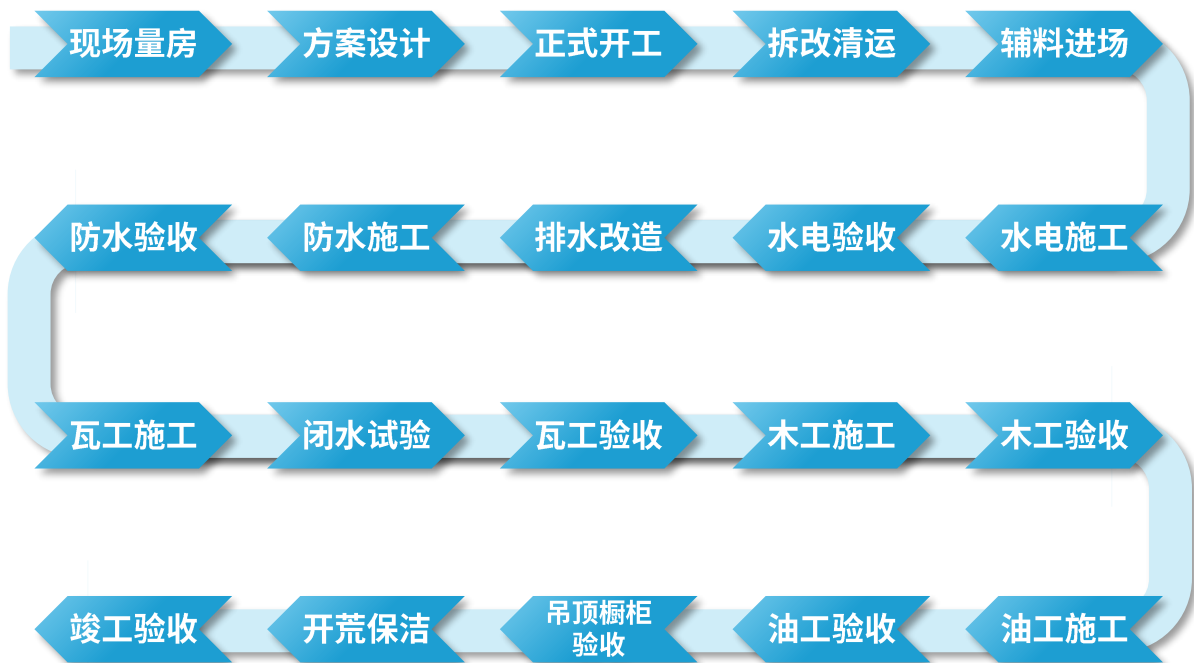 现场量房
方案设计
正式开工
拆改清运
辅料进场
水电施工
水电验收
排水改造
防水施工
防水验收
瓦工施工
闭水试验
瓦工验收
木工施工
木工验收
油工施工
油工验收
吊顶橱柜
验收
开荒保洁
竣工验收